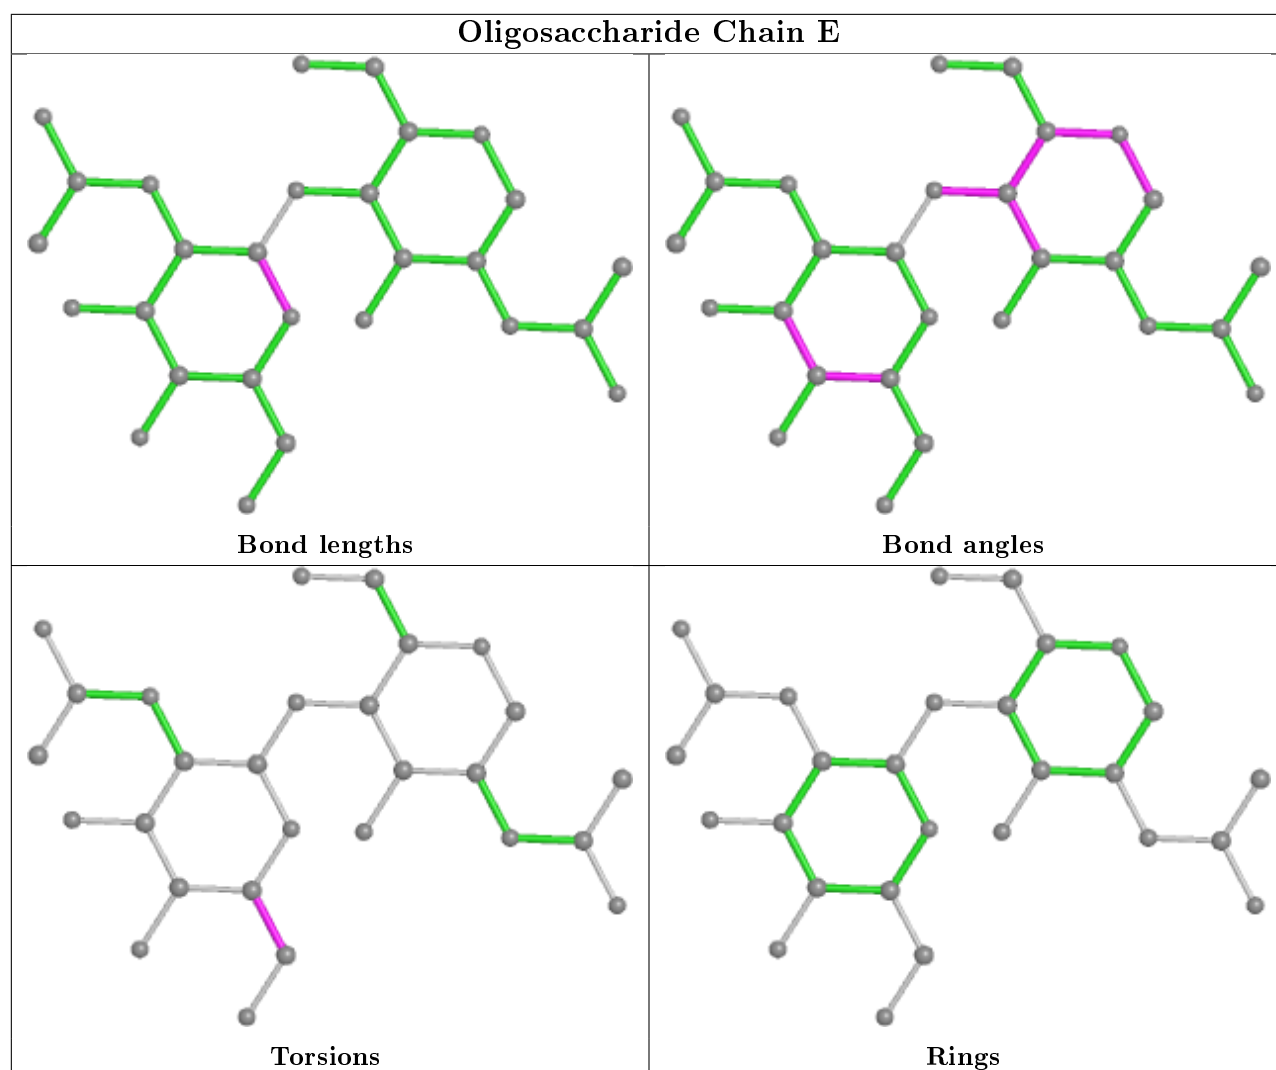 Oligosaccharide Chain E
Bond lengths
Bond angles
Torsions
Rings